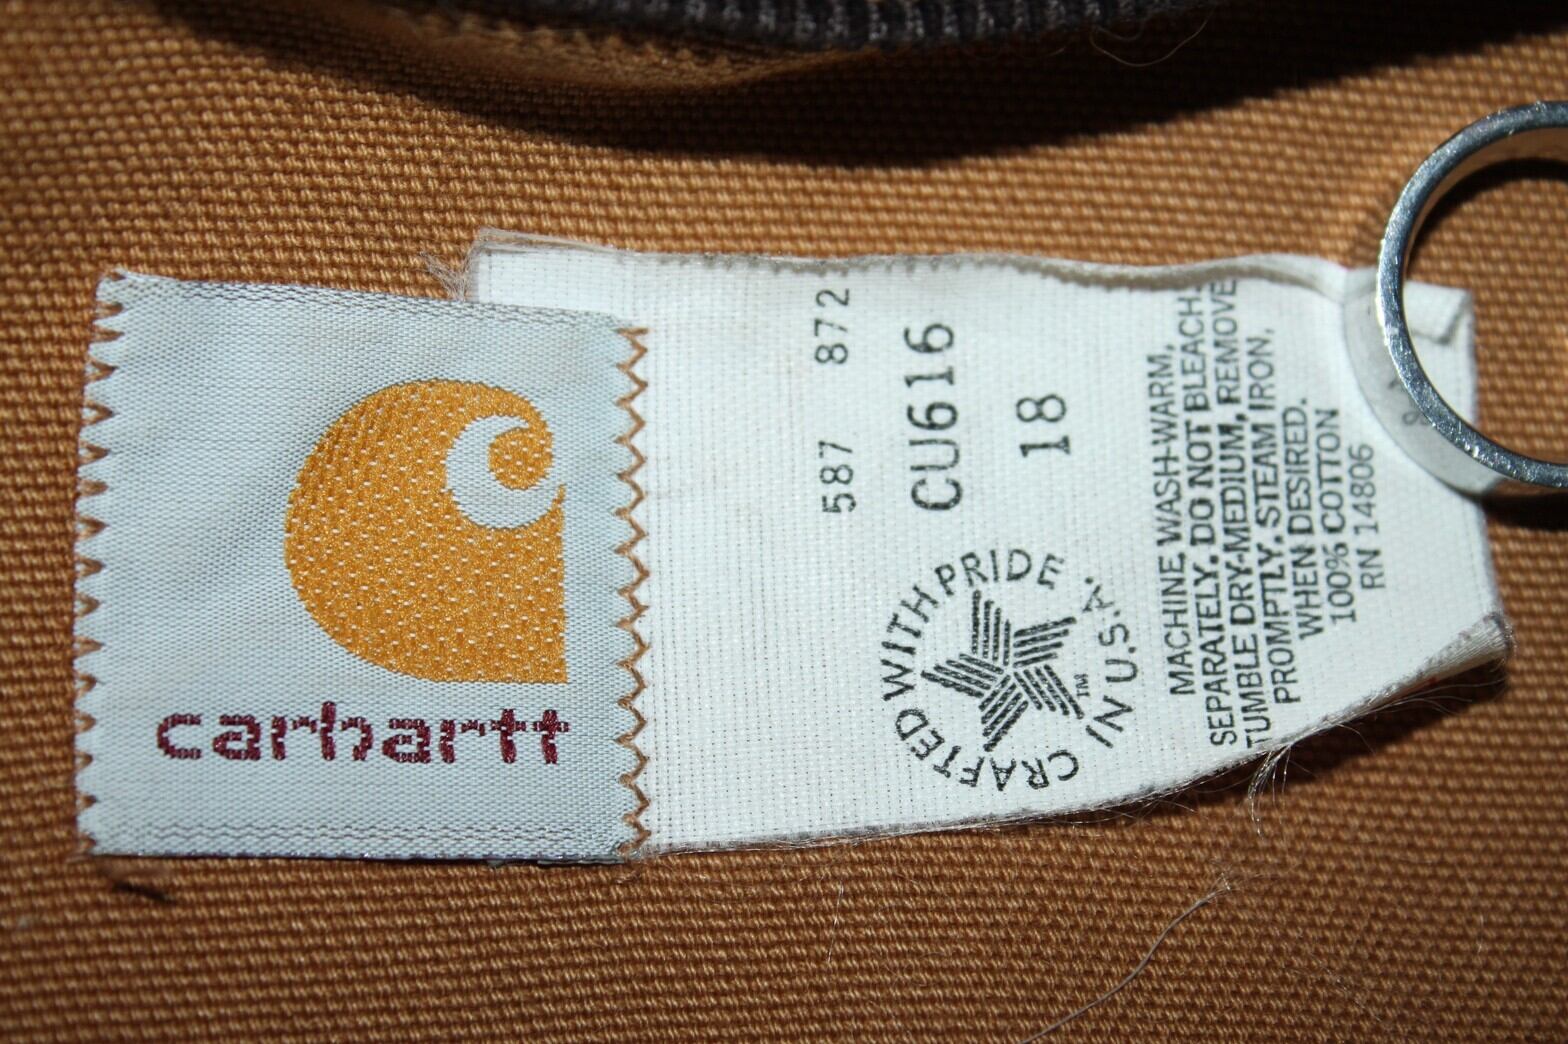 carhartt
587 872
CU616
18
CRAFTED WITH PRIDE IN U.S.A.
TM
MACHINE WASH-WARM,
SEPARATELY. DO NOT BLEACH.
TUMBLE DRY-MEDIUM, REMOVE
PROMPTLY. STEAM IRON.
WHEN DESIRED.
100% COTTON
RN 14806